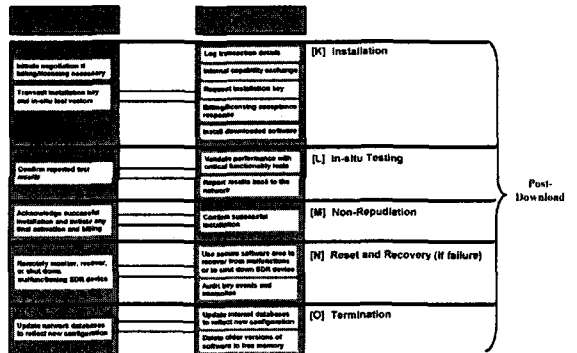 Initiate negotiation if
billing/licensing necessary
Transmit installation key
and in-situ test vectors
Log transaction details
Internal capability exchange
Request installation key
Billing/licensing acceptance
response
Install downloaded software
[K] Installation
Confirm reported test
results
Validate performance with
critical functionality tests
Report results back to the
network
[L] In-situ Testing
Acknowledge successful
installation and initiate any
final activation and billing
Confirm successful
installation
[M] Non-Repudiation
Remotely monitor, recover,
or shut down
malfunctioning SDR device
Use secure software area to
recover from malfunctions
or to shut down SDR device
Audit key events and
[N] Reset and Recovery (if failure)
Update network databases
to reflect new configuration
Update internal databases
to reflect new configuration
Delete older versions of
software to free memory
[O] Termination
Post-
Download